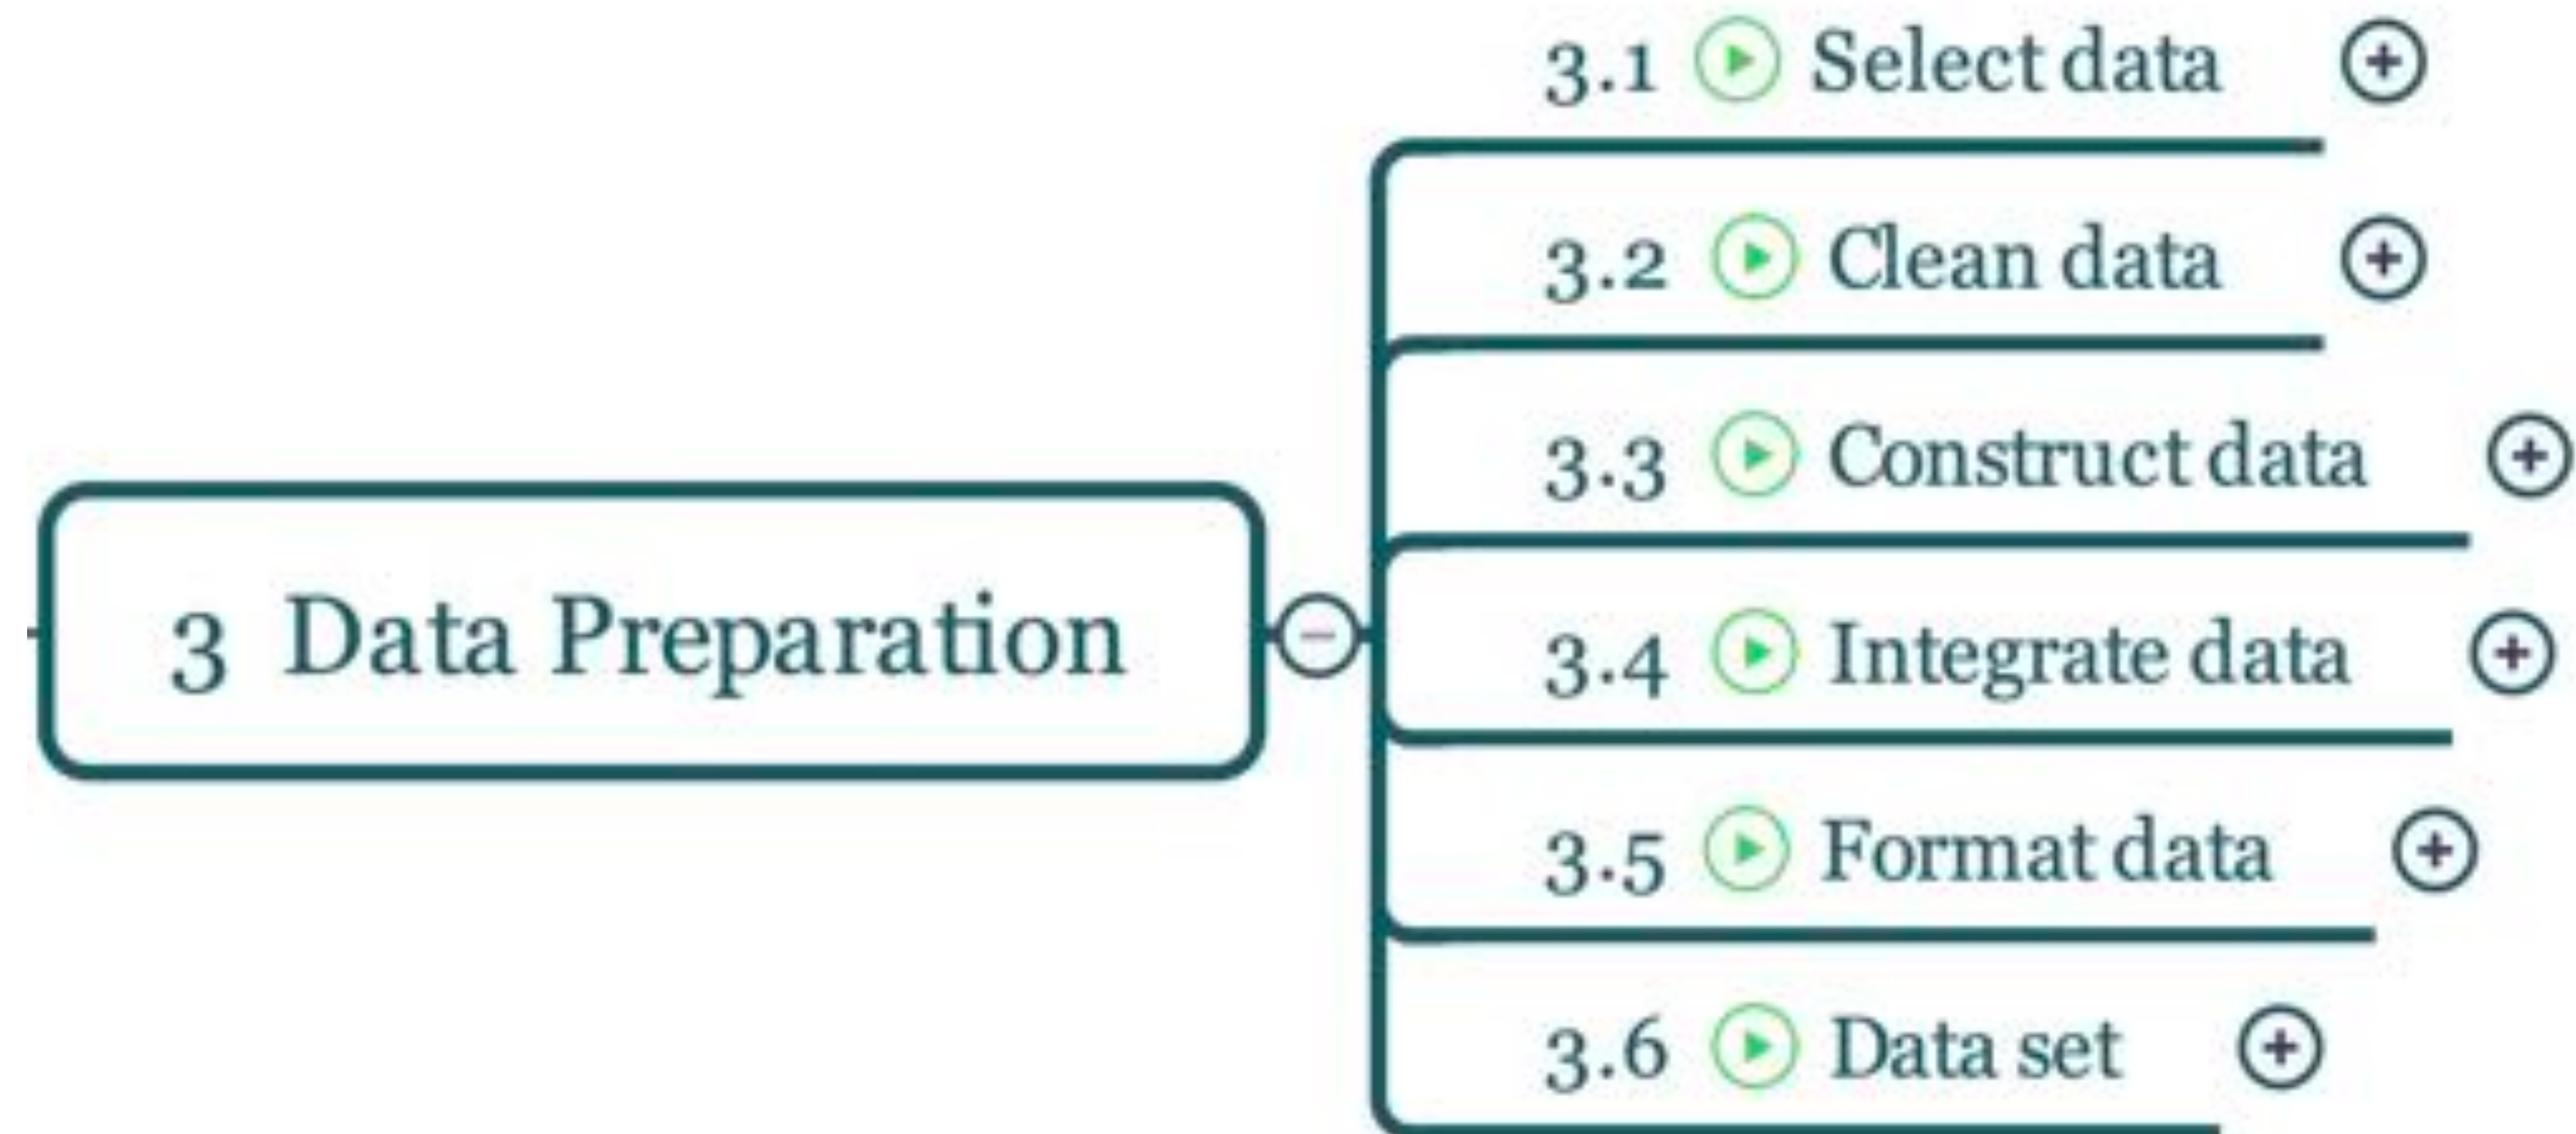 3.1 Select data
3.2 Clean data
3.3 Construct data
3 Data Preparation
3.4 Integrate data
3.5 Format data
3.6 Data set